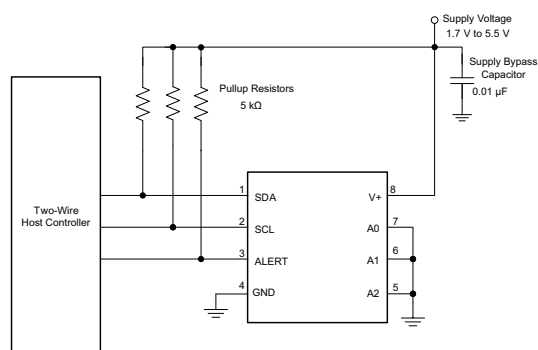 Supply Voltage
1.7 V to 5.5 V
Supply Bypass
Capacitor
0.01 µF
Pullup Resistors
5 kΩ
Two-Wire
Host Controller
1
SDA
V+
8
2
SCL
A0
7
3
ALERT
A1
6
4
GND
A2
5